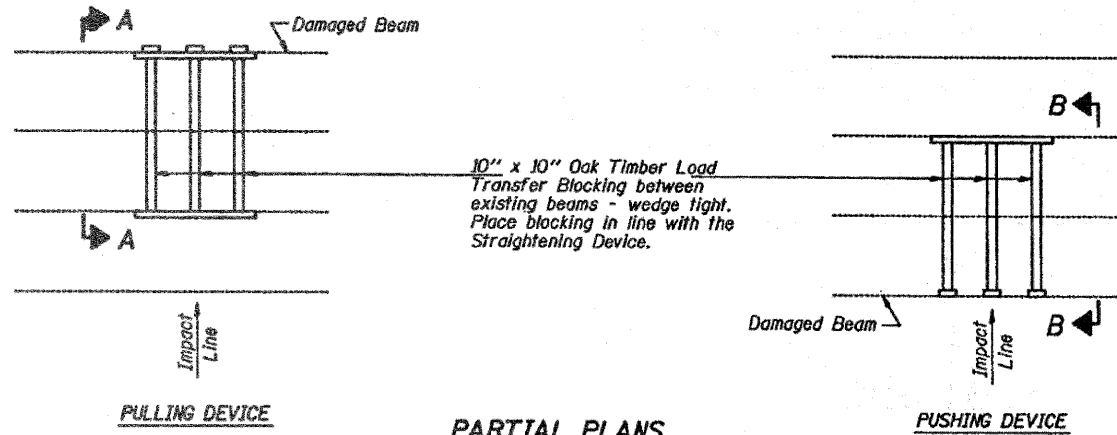 A
Damaged Beam
A
10" x 10" Oak Timber Load
Transfer Blocking between
existing beams - wedge tight.
Place blocking in line with the
Straightening Device.
Impact
Line
PULLING DEVICE
B
Damaged Beam
B
Impact
Line
PUSHING DEVICE
PARTIAL PLANS